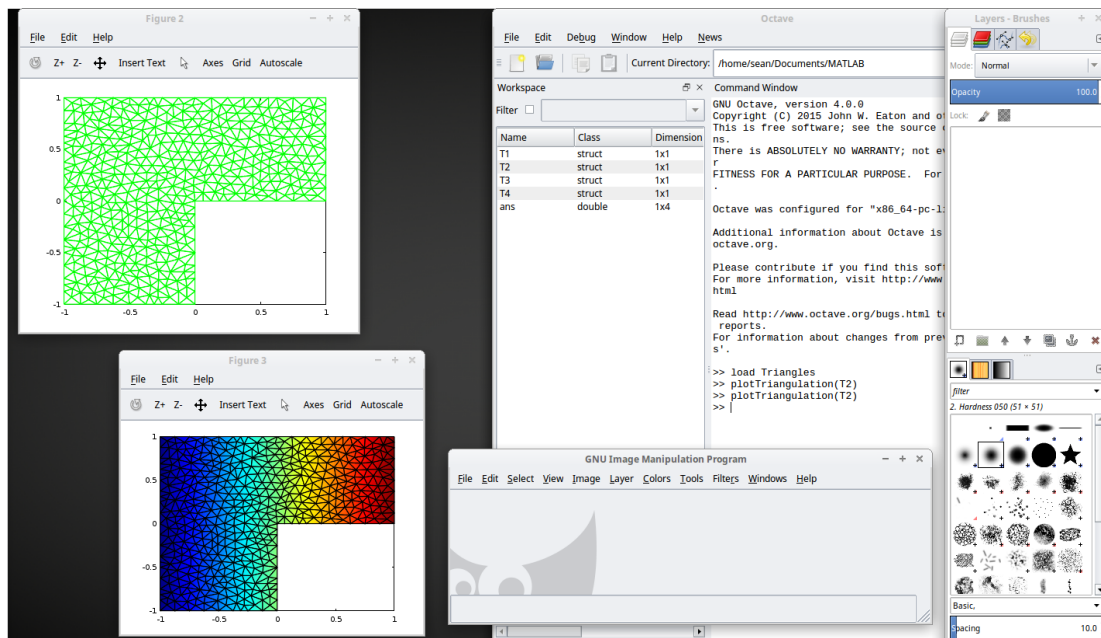 Figure 2
File Edit Help
Z+ Z- Insert Text Axes Grid Autoscale
1
0.5
0
-0.5
-1
-1 -0.5 0 0.5 1
Figure 3
File Edit Help
Z+ Z- Insert Text Axes Grid Autoscale
1
0.5
0
-0.5
-1
-1 -0.5 0 0.5 1
Octave
File Edit Debug Window Help News
Current Directory: /home/sean/Documents/MATLAB
Workspace
Filter
Name Class Dimension
T1 struct 1x1
T2 struct 1x1
T3 struct 1x1
T4 struct 1x1
ans double 1x4
Command Window
GNU Octave, version 4.0.0
Copyright (C) 2015 John W. Eaton and
This is free software; see the source
ns.
There is ABSOLUTELY NO WARRANTY; not
r
FITNESS FOR A PARTICULAR PURPOSE. For
.
Octave was configured for "x86_64-pc-
Additional information about Octave is
octave.org.
Please contribute if you find this
For more information, visit http://www
html
Read http://www.octave.org/bugs.html
reports.
For information about changes from
s'.
>> load Triangles
>> plotTriangulation(T2)
>> plotTriangulation(T2)
>>
GNU Image Manipulation Program
File Edit Select View Image Layer Colors Tools Filters Windows Help
Layers - Brushes
Mode: Normal
Opacity 100.0
Lock:
filter
2. Hardness 050 (51 × 51)
Basic,
Spacing 10.0